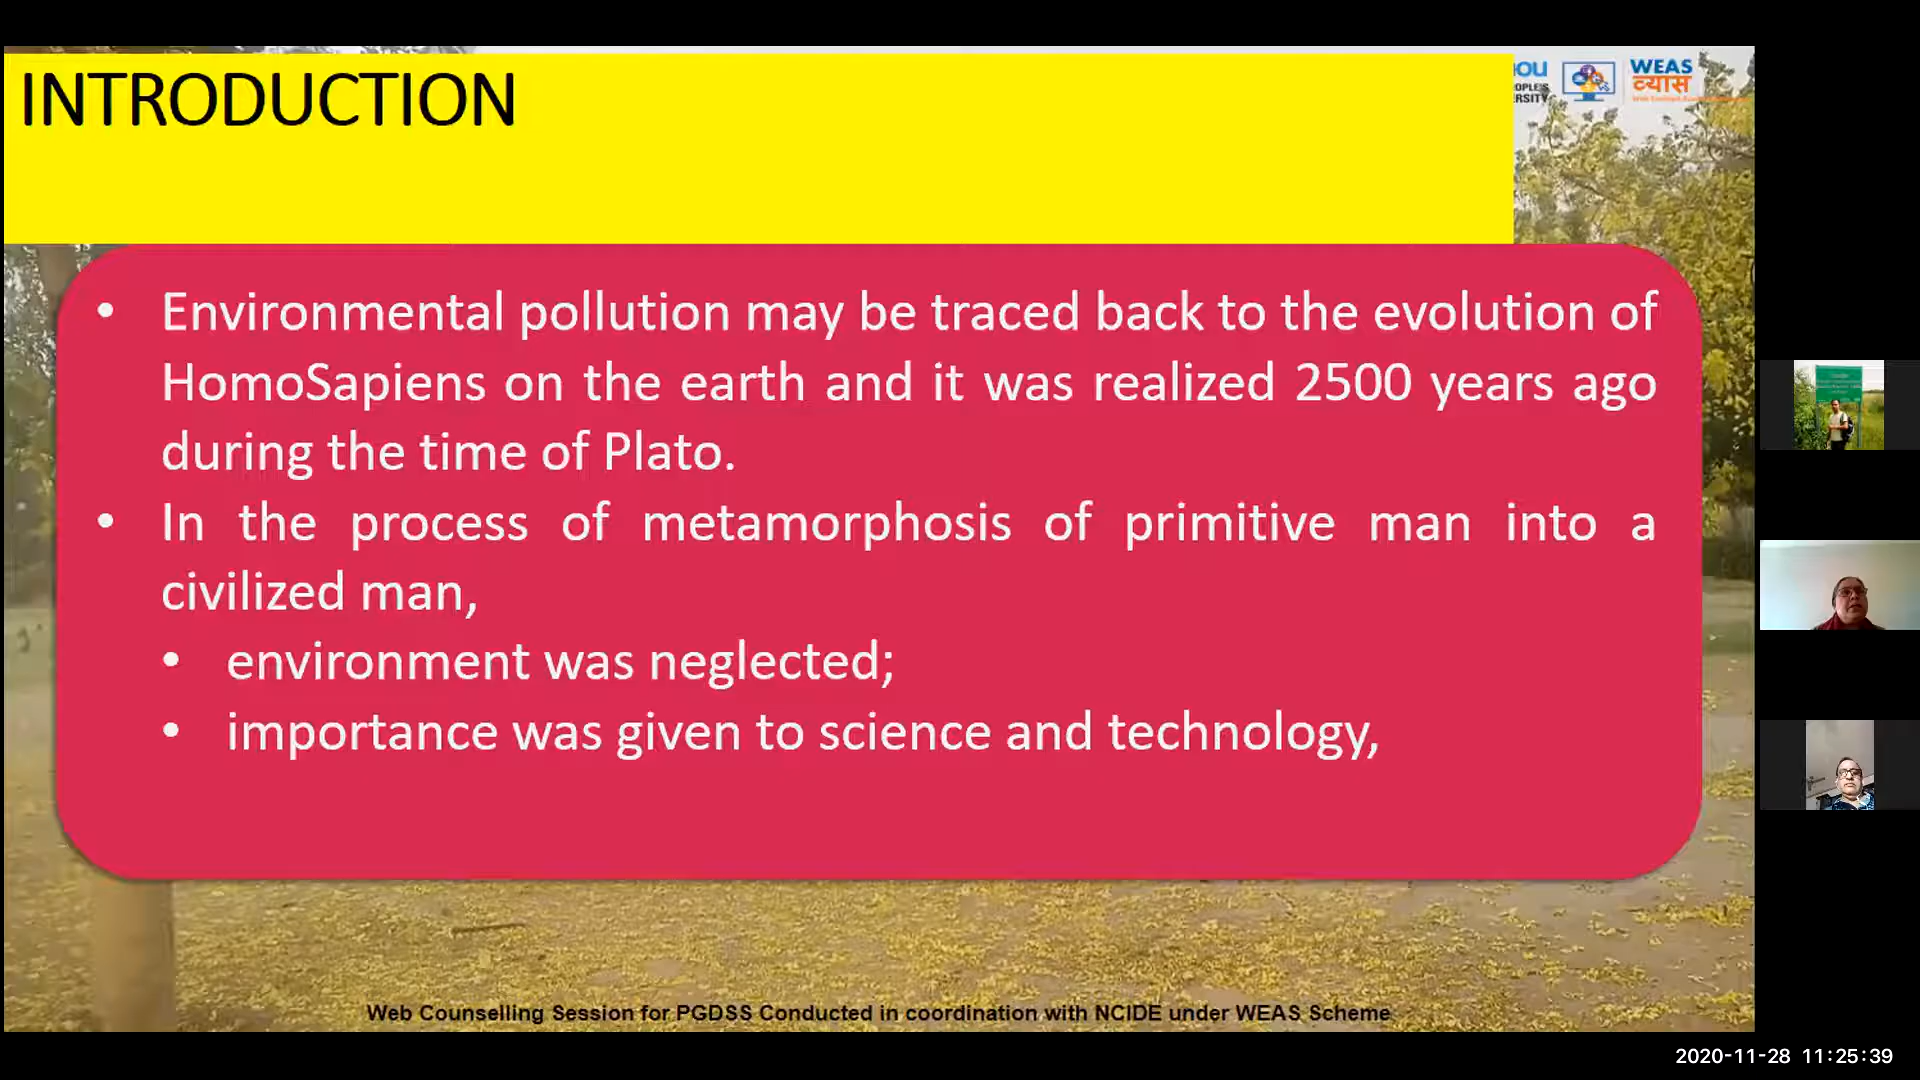 INTRODUCTION
WEAS
व्यास
• Environmental pollution may be traced back to the evolution of
HomoSapiens on the earth and it was realized 2500 years ago
during the time of Plato.
• In the process of metamorphosis of primitive man into a
civilized man,
• environment was neglected;
• importance was given to science and technology,
Web Counselling Session for PGDSS Conducted in coordination with NCIDE under WEAS Scheme
2020-11-28 11:25:39